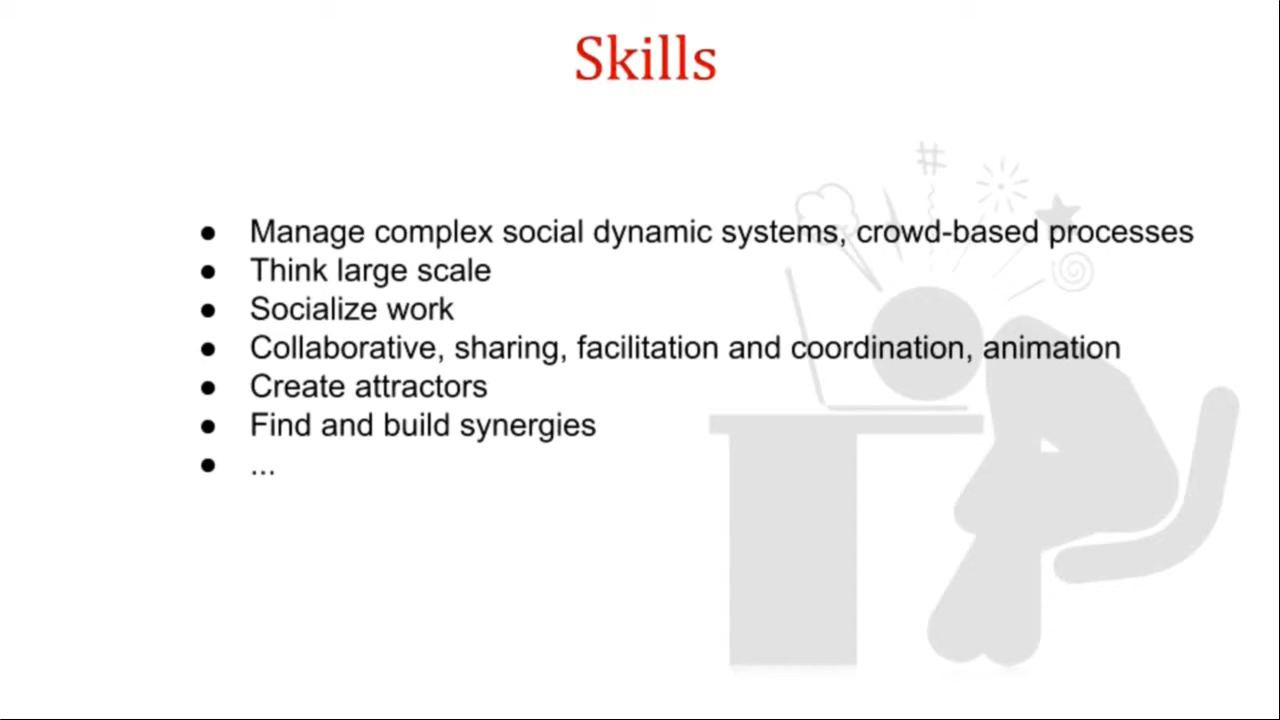 Skills
● Manage complex social dynamic systems, crowd-based processes
● Think large scale
● Socialize work
● Collaborative, sharing, facilitation and coordination, animation
● Create attractors
● Find and build synergies
● ...